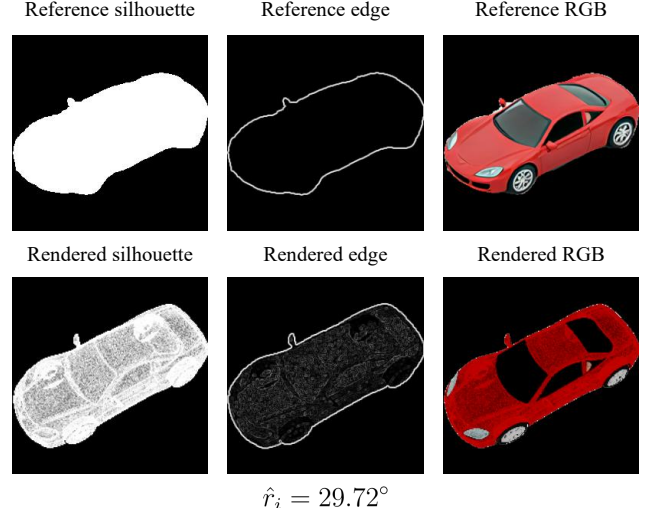 Reference silhouette Reference edge Reference RGB
Rendered silhouette Rendered edge Rendered RGB
r̂ᵢ = 29.72°